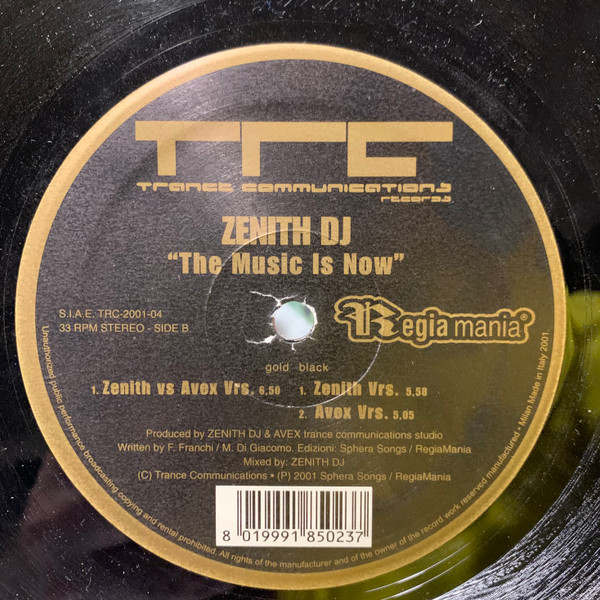 TRC
Trance Communications
records
ZENITH DJ
"The Music Is Now"
S.I.A.E. TRC-2001-04
33 RPM STEREO - SIDE B
Regiamania®
gold black
1. Zenith vs Avex Vrs. 6,50
1. Zenith Vrs. 5,58
2. Avex Vrs. 5,05
Produced by ZENITH DJ & AVEX trance communications studio
Written by F. Franchi / M. Di Giacomo. Edizioni: Sphera Songs / RegiaMania
Mixed by: ZENITH DJ
(C) Trance Communications • (P) 2001 Sphera Songs / RegiaMania
8 019991 850237
Unauthorized public performance broadcasting copying and rental prohibited. All rights of the manufacturer and of the owner of the record work reserved manufactured • Milan Made in Italy 2001.